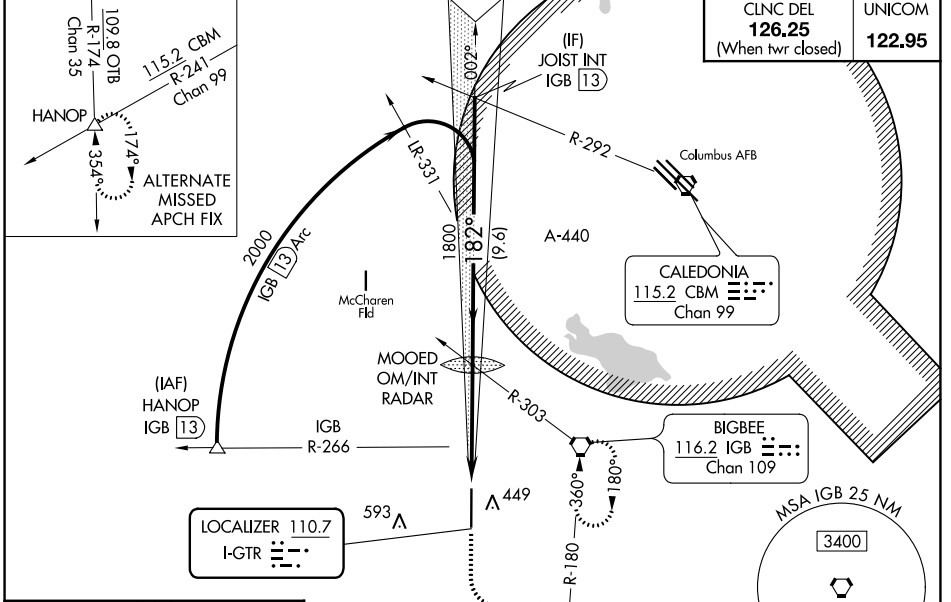 109.8 OTB
R-174
Chan 35
115.2 CBM
R-241
Chan 99
HANOP
174°
354°
ALTERNATE
MISSED
APCH FIX
CLNC DEL
126.25
(When twr closed)
UNICOM
122.95
002°
(IF)
JOIST INT
IGB 13
R-292
Columbus AFB
LR-331
2000
IGB 13 Arc
1800
182°
(9.6)
A-440
McCharen
Fld
CALEDONIA
115.2 CBM
Chan 99
MOOED
OM/INT
RADAR
R-303
(IAF)
HANOP
IGB 13
IGB
R-266
BIGBEE
116.2 IGB
Chan 109
360°
180°
R-180
449
593
LOCALIZER 110.7
I-GTR
MSA IGB 25 NM
3400